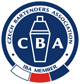 CZECH BARTENDERS ASSOCIATION
CBA
IBA MEMBER